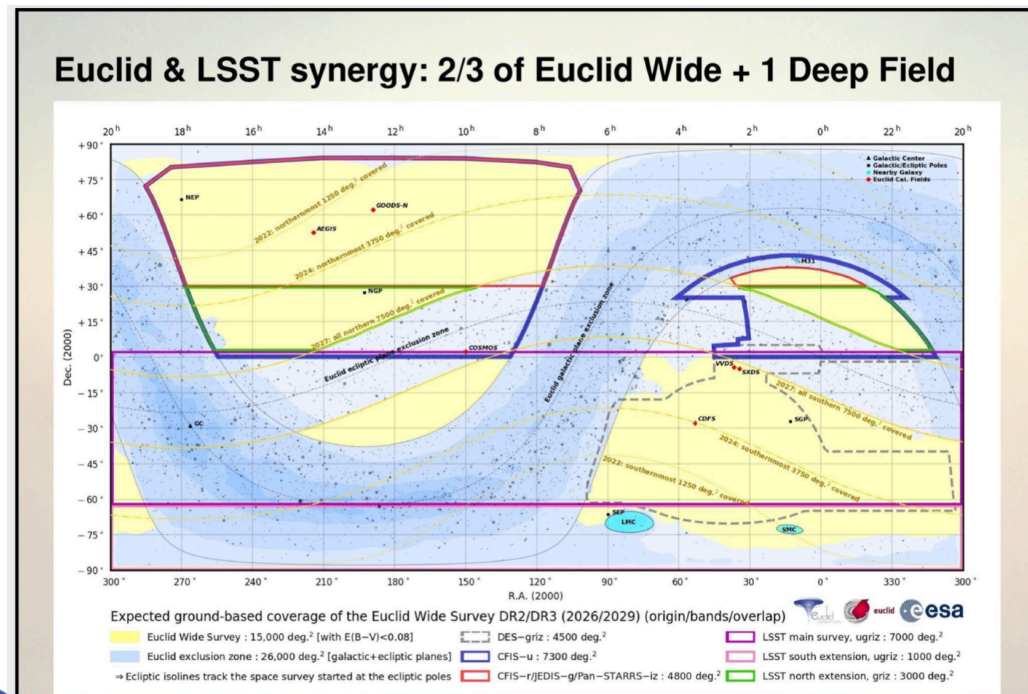 Euclid & LSST synergy: 2/3 of Euclid Wide + 1 Deep Field
20ʰ 18ʰ 16ʰ 14ʰ 12ʰ 10ʰ 8ʰ 6ʰ 4ʰ 2ʰ 0ʰ 22ʰ 20ʰ
+90°
+75°
+60°
+45°
+30°
+15°
0°
−15°
−30°
−45°
−60°
−75°
−90°
Dec. (2000)
Galactic Center
Galactic/Ecliptic Poles
Nearby Galaxy
Euclid Cal. Fields
NEP
GOODS-N
AEGIS
2022: northernmost 1250 deg.² covered
2024: northernmost 3750 deg.² covered
M31
NGP
2027: all northern 7500 deg.² covered
Euclid ecliptic plane exclusion zone
Euclid galactic plane exclusion zone
COSMOS
VVDS
SXDS
2027: all southern 7500 deg.² covered
GC
CDFS
SGP
2024: southernmost 3750 deg.² covered
2022: southernmost 1250 deg.² covered
SEP
LMC
SMC
300 270 240 210 180 150 120 90 60 30 0 330 300
R.A. (2000)
Expected ground-based coverage of the Euclid Wide Survey DR2/DR3 (2026/2029) (origin/bands/overlap)
euclid
esa
Euclid Wide Survey : 15,000 deg.² [with E(B−V)<0.08]
DES−griz : 4500 deg.²
LSST main survey, ugriz : 7000 deg.²
Euclid exclusion zone : 26,000 deg.² [galactic+ecliptic planes]
CFIS−u : 7300 deg.²
LSST south extension, ugriz : 1000 deg.²
⇒ Ecliptic isolines track the space survey started at the ecliptic poles
CFIS−r/JEDIS−g/Pan−STARRS−iz : 4800 deg.²
LSST north extension, griz : 3000 deg.²